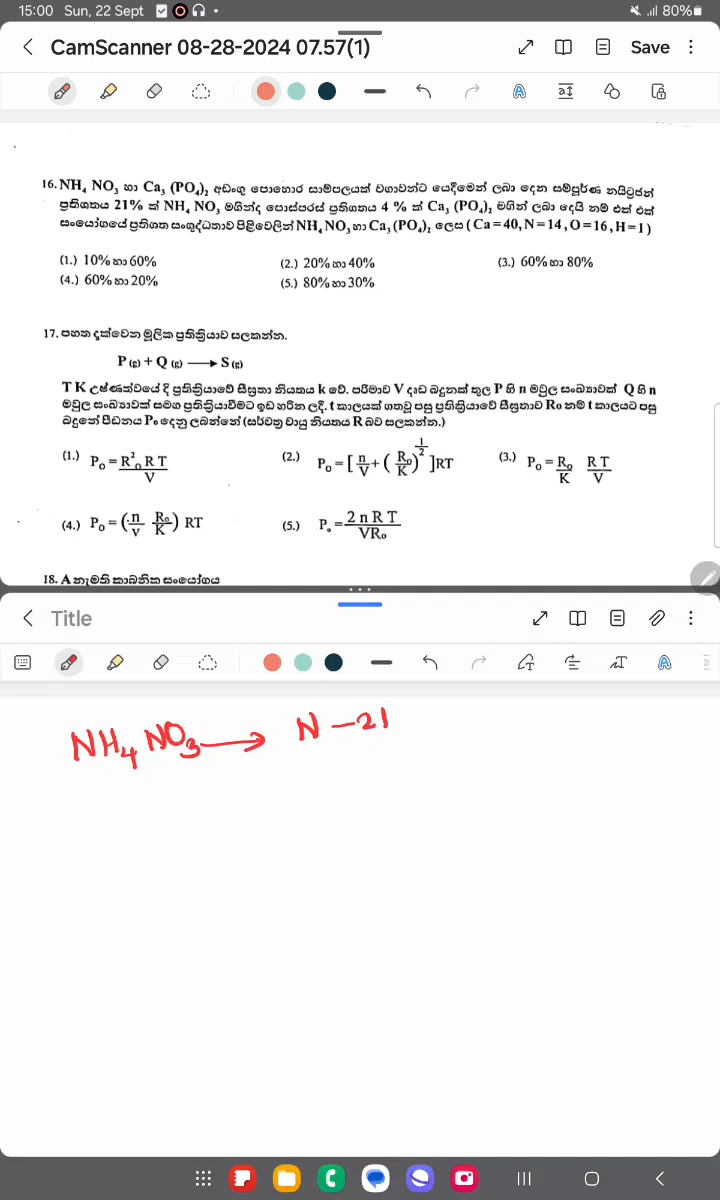 15:00 Sun, 22 Sept
80%
CamScanner 08-28-2024 07.57(1)
Save
16. NH₄ NO₃ හා Ca₃ (PO₄)₂ අඩංගු පොහොර සාම්පලයක් වගාවන්ට යෙදීමෙන් ලබා දෙන සම්පූර්ණ නයිට්‍රජන්
ප්‍රතිශතය 21% ක් NH₄ NO₃ මගින්ද පොස්පරස් ප්‍රතිශතය 4 % ක් Ca₃ (PO₄)₂ මගින් ලබා දෙයි නම් එක් එක්
සංයෝගයේ ප්‍රතිශත සංශුද්ධතාව පිළිවෙලින් NH₄ NO₃ හා Ca₃ (PO₄)₂ ලෙස ( Ca = 40, N = 14 , O = 16 , H = 1 )
(1.) 10% හා 60%
(2.) 20% හා 40%
(3.) 60% හා 80%
(4.) 60% හා 20%
(5.) 80% හා 30%
17. පහත දැක්වෙන මූලික ප්‍රතික්‍රියාව සලකන්න.
P (g) + Q (g) ⟶ S (g)
T K උෂ්ණත්වයේ දී ප්‍රතික්‍රියාවේ සීඝ්‍රතා නියතය k වේ. පරිමාව V දෘඩ බදුනක් තුල P හි n මවුල සංඛ්‍යාවක් Q හි n
මවුල සංඛ්‍යාවක් සමග ප්‍රතික්‍රියාවීමට ඉඩ හරින ලදී. t කාලයක් ගතවූ පසු ප්‍රතික්‍රියාවේ සීඝ්‍රතාව R₀ නම් t කාලයට පසු
බදුනේ පීඩනය P₀ දෙනු ලබන්නේ (සර්වත්‍ර වායු නියතය R බව සලකන්න.)
(1.) P₀ = R²₀ R T / V
(2.) P₀ = [ n/V + ( R₀/K )^½ ]RT
(3.) P₀ = R₀/K RT/V
(4.) P₀ = ( n/v R₀/K ) RT
(5.) P₀ = 2 n R T / VR₀
18. A නැමති කාබනික සංයෝගය
Title
NH₄ NO₃ ⟶ N – 21